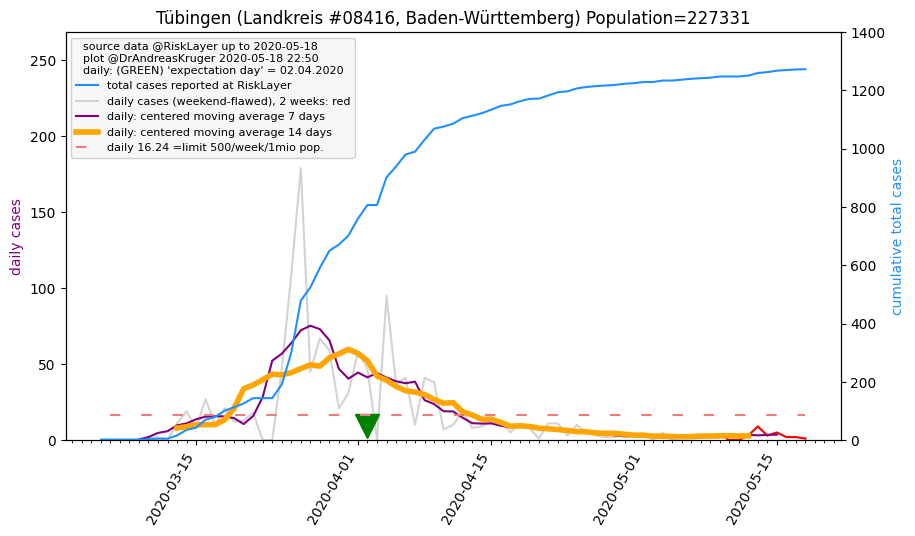 Tübingen (Landkreis #08416, Baden-Württemberg) Population=227331
source data @RiskLayer up to 2020-05-18
plot @DrAndreasKruger 2020-05-18 22:50
daily: (GREEN) 'expectation day' = 02.04.2020
total cases reported at RiskLayer
daily cases (weekend-flawed), 2 weeks: red
daily: centered moving average 7 days
daily: centered moving average 14 days
daily 16.24 =limit 500/week/1mio pop.
daily cases
250
200
150
100
50
0
1400
1200
1000
800
600
400
200
0
cumulative total cases
2020-03-15
2020-04-01
2020-04-15
2020-05-01
2020-05-15